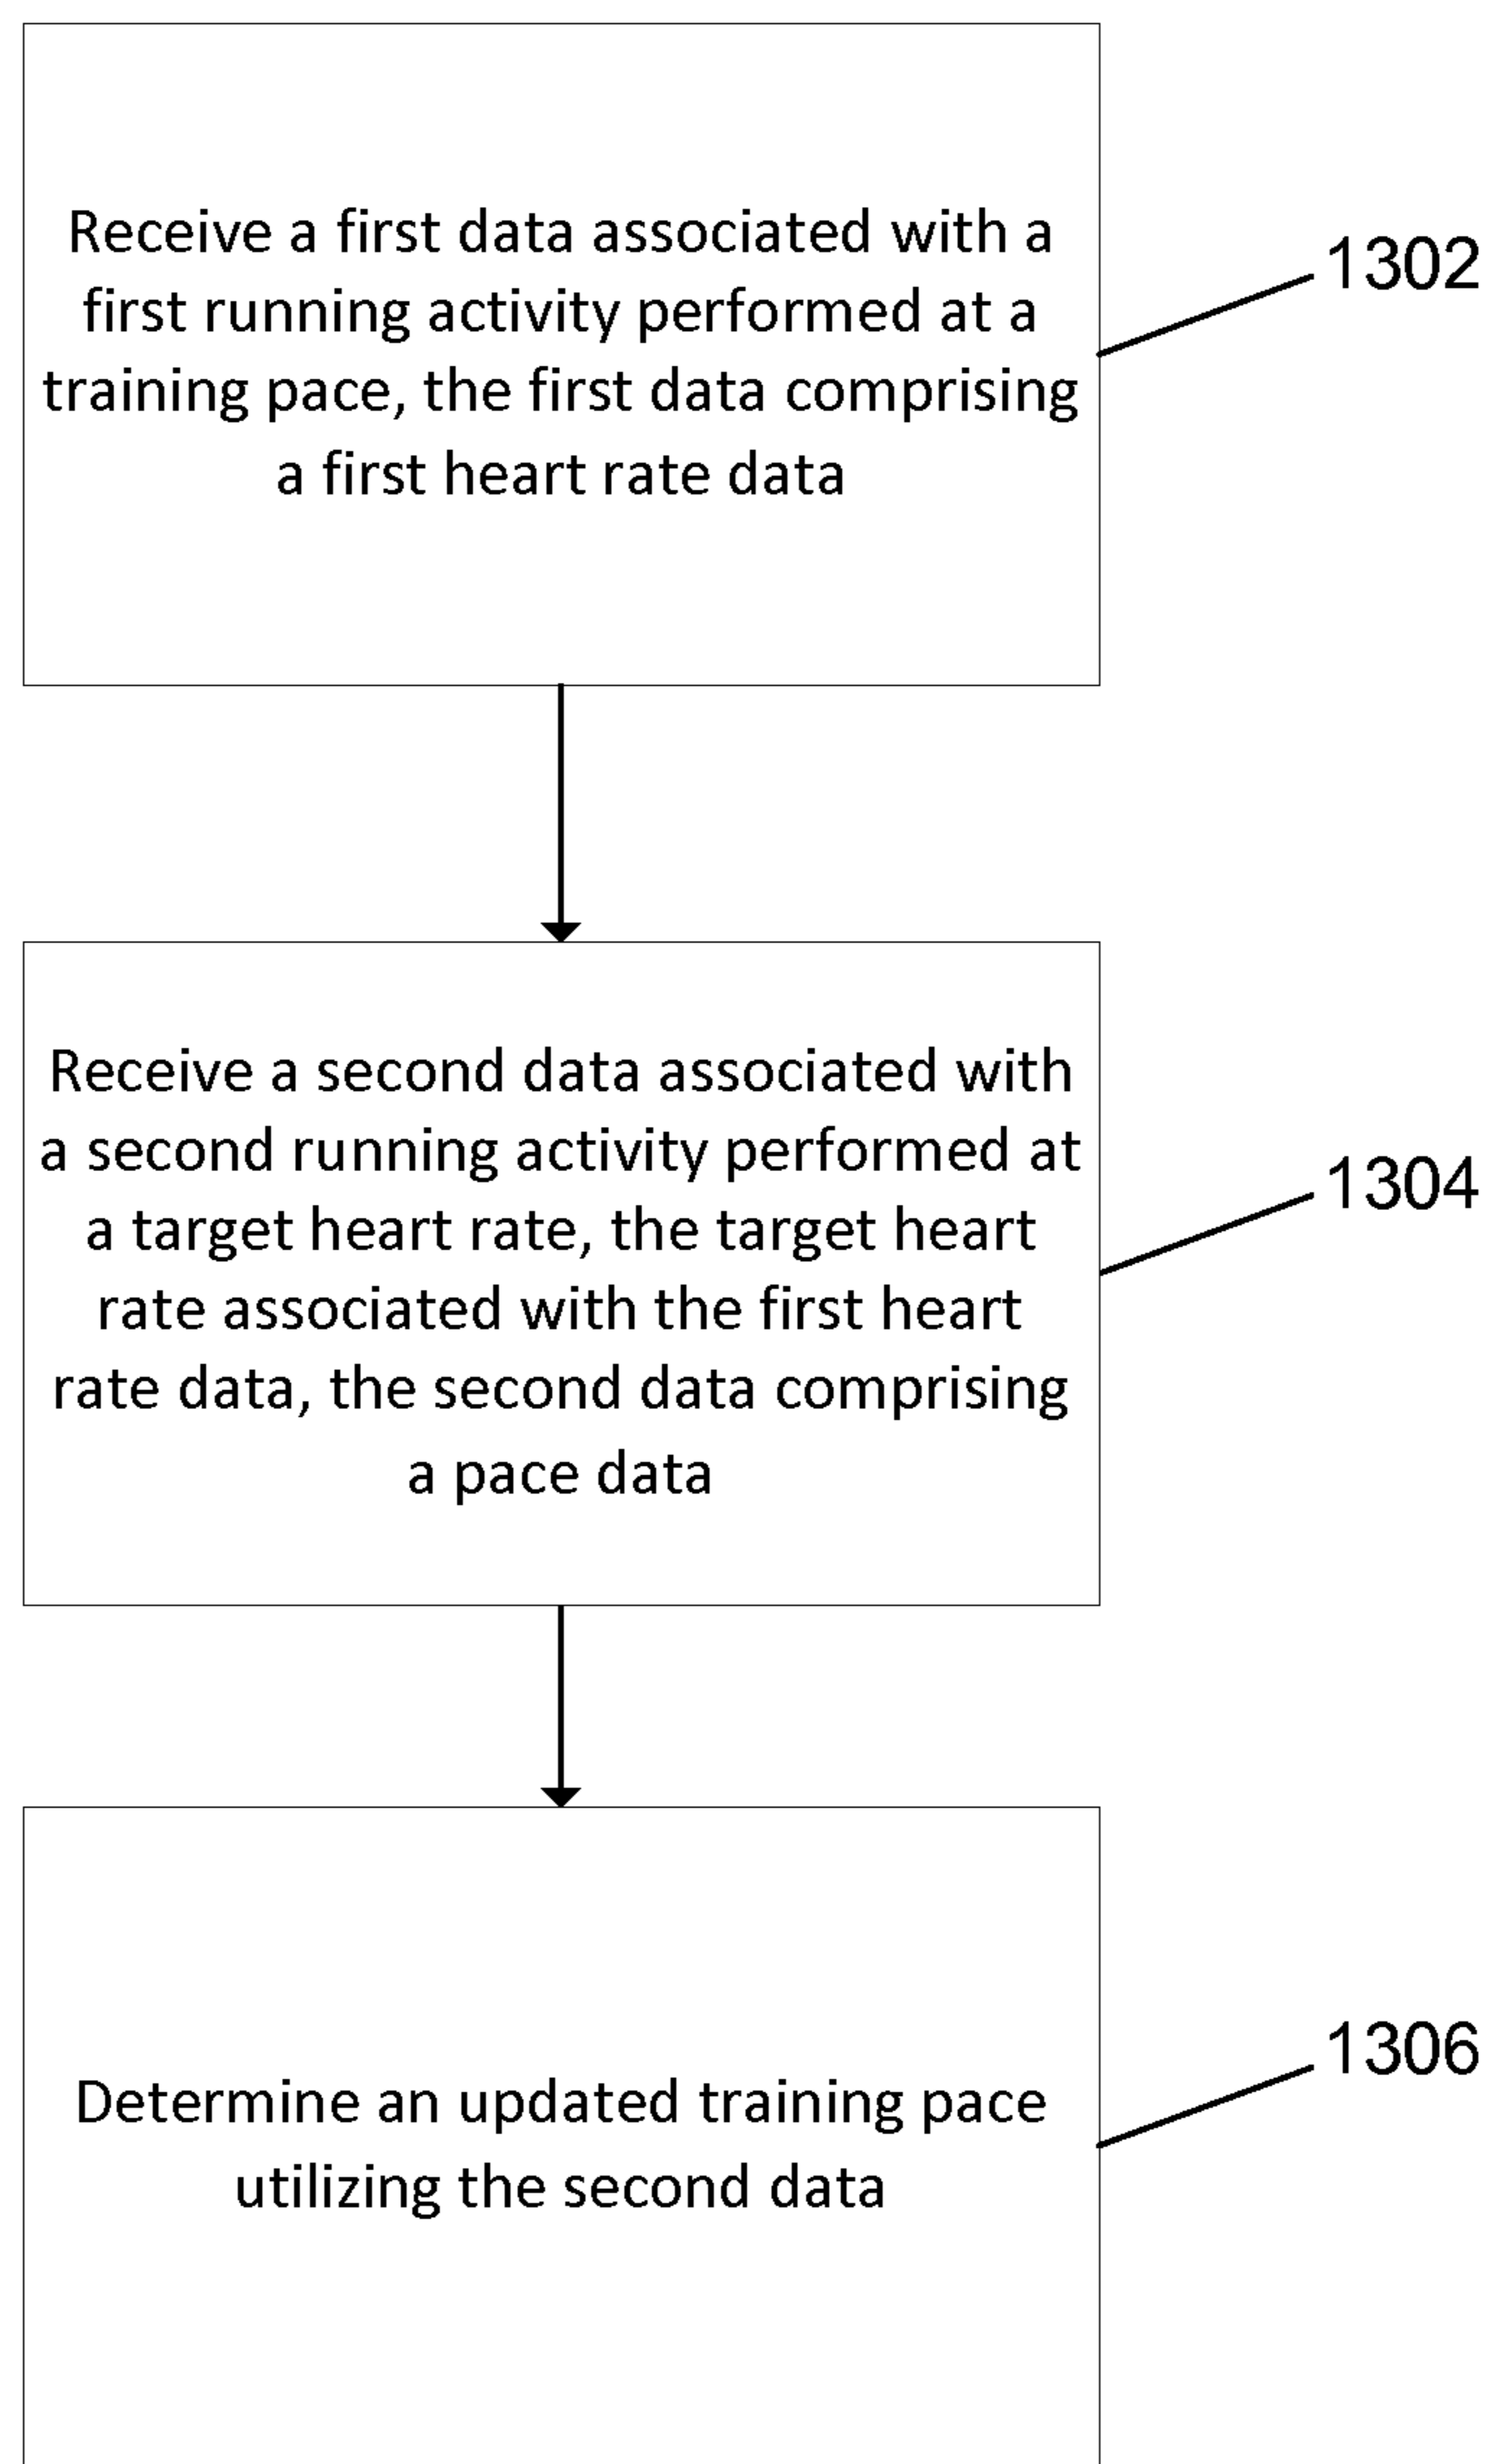 Receive a first data associated with a
first running activity performed at a
training pace, the first data comprising
a first heart rate data
1302
Receive a second data associated with
a second running activity performed at
a target heart rate, the target heart
rate associated with the first heart
rate data, the second data comprising
a pace data
1304
Determine an updated training pace
utilizing the second data
1306